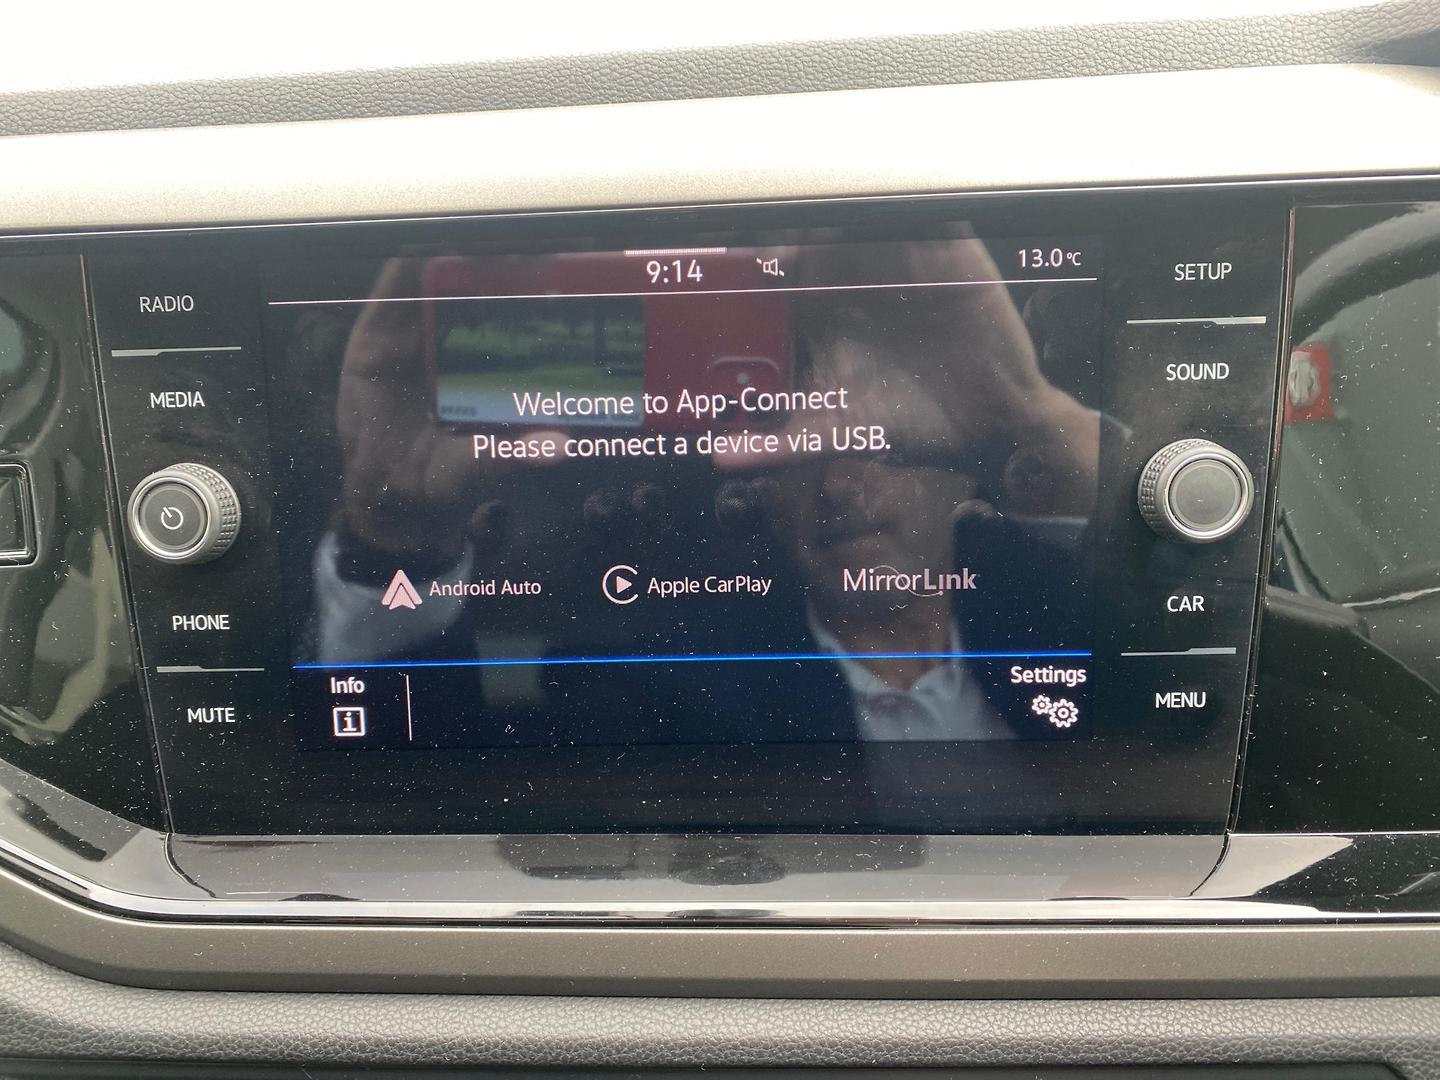 9:14
13.0°C
RADIO
MEDIA
PHONE
MUTE
Welcome to App-Connect
Please connect a device via USB.
Android Auto
Apple CarPlay
MirrorLink
Info
i
Settings
SETUP
SOUND
CAR
MENU